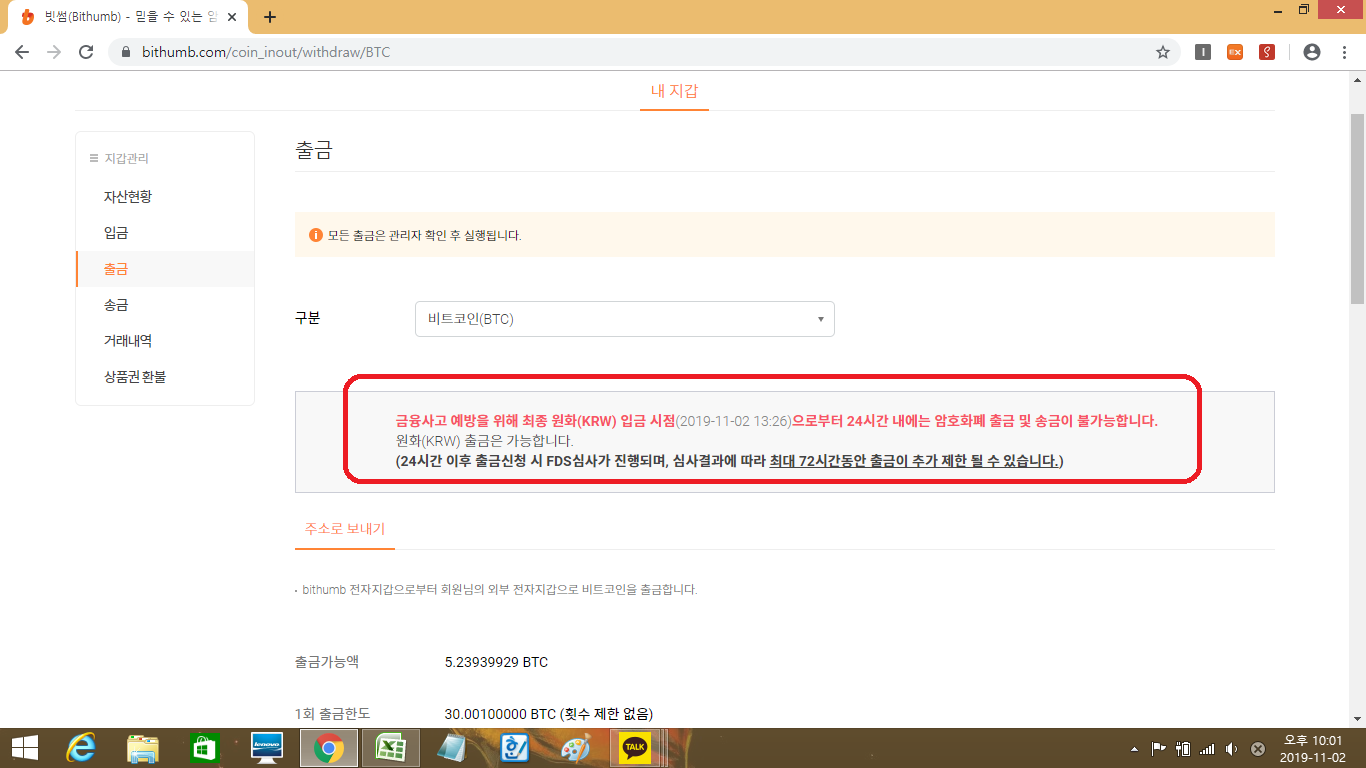 빗썸(Bithumb) - 믿을 수 있는 암
bithumb.com/coin_inout/withdraw/BTC
내 지갑
지갑관리
자산현황
입금
출금
송금
거래내역
상품권 환불
출금
모든 출금은 관리자 확인 후 실행됩니다.
구분
비트코인(BTC)
금융사고 예방을 위해 최종 원화(KRW) 입금 시점(2019-11-02 13:26)으로부터 24시간 내에는 암호화폐 출금 및 송금이 불가능합니다.
원화(KRW) 출금은 가능합니다.
(24시간 이후 출금신청 시 FDS심사가 진행되며, 심사결과에 따라 최대 72시간동안 출금이 추가 제한 될 수 있습니다.)
주소로 보내기
bithumb 전자지갑으로부터 회원님의 외부 전자지갑으로 비트코인을 출금합니다.
출금가능액 5.23939929 BTC
1회 출금한도 30.00100000 BTC (횟수 제한 없음)
lenovo
TALK
오후 10:01
2019-11-02